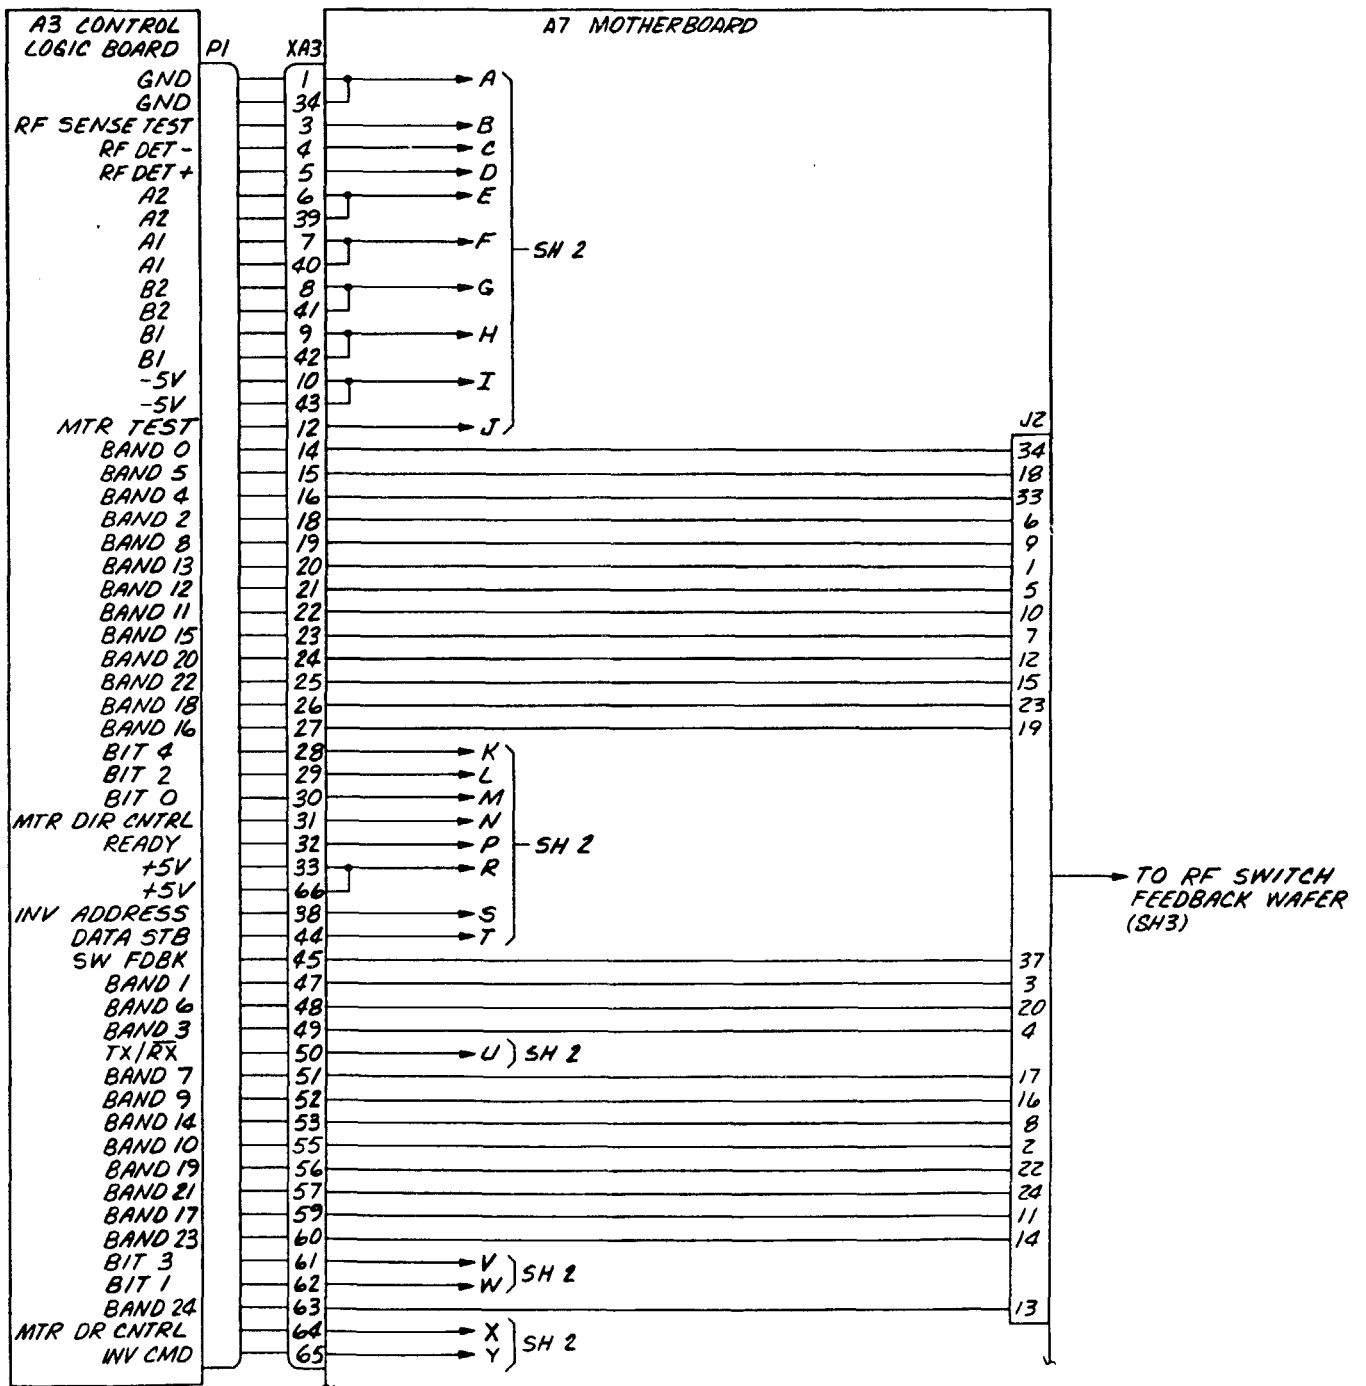 A3 CONTROL LOGIC BOARD P1 XA3 A7 MOTHERBOARD
GND 1 A
GND 34
RF SENSE TEST 3 B
RF DET - 4 C
RF DET + 5 D
A2 6 E
A2 39
A1 7 F
A1 40
SH 2
B2 8 G
B2 41
B1 9 H
B1 42
-5V 10 I
-5V 43
MTR TEST 12 J
J2
BAND 0 14 34
BAND 5 15 18
BAND 4 16 33
BAND 2 18 6
BAND 8 19 9
BAND 13 20 1
BAND 12 21 5
BAND 11 22 10
BAND 15 23 7
BAND 20 24 12
BAND 22 25 15
BAND 18 26 23
BAND 16 27 19
BIT 4 28 K
BIT 2 29 L
BIT 0 30 M
MTR DIR CNTRL 31 N
READY 32 P SH 2
+5V 33 R
+5V 66
TO RF SWITCH
FEEDBACK WAFER
(SH3)
INV ADDRESS 38 S
DATA STB 44 T
SW FDBK 45 37
BAND 1 47 3
BAND 6 48 20
BAND 3 49 4
TX/R̅X̅ 50 U SH 2
BAND 7 51 17
BAND 9 52 16
BAND 14 53 8
BAND 10 55 2
BAND 19 56 22
BAND 21 57 24
BAND 17 59 11
BAND 23 60 14
BIT 3 61 V
SH 2
BIT 1 62 W
BAND 24 63 13
MTR DR CNTRL 64 X
SH 2
INV CMD 65 Y